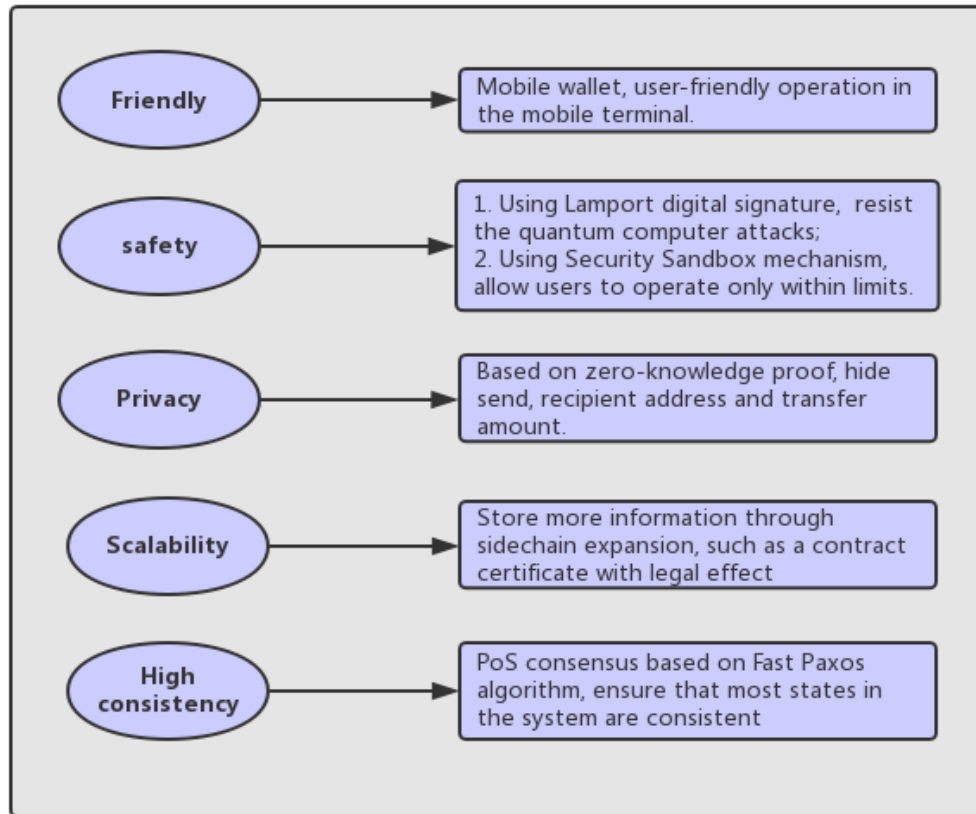 Friendly
Mobile wallet, user-friendly operation in
the mobile terminal.
safety
1. Using Lamport digital signature,  resist
the quantum computer attacks;
2. Using Security Sandbox mechanism,
allow users to operate only within limits.
Privacy
Based on zero-knowledge proof, hide
send, recipient address and transfer
amount.
Scalability
Store more information through
sidechain expansion, such as a contract
certificate with legal effect
High
consistency
PoS consensus based on Fast Paxos
algorithm, ensure that most states in
the system are consistent